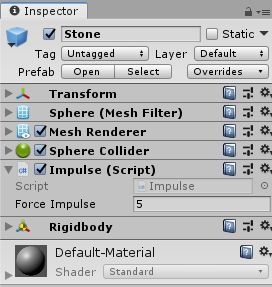 Inspector
Stone Static
Tag Untagged Layer Default
Prefab Open Select Overrides
Transform
Sphere (Mesh Filter)
Mesh Renderer
Sphere Collider
Impulse (Script)
Script Impulse
Force Impulse 5
Rigidbody
Default-Material
Shader Standard